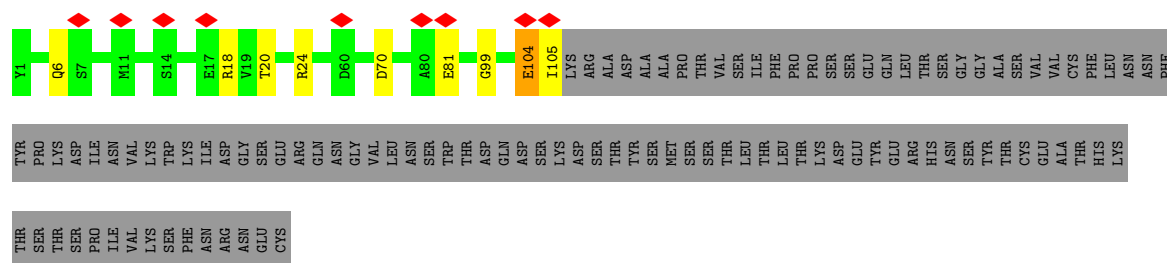 Y1 Q6 S7 M11 S14 E17 R18 V19 T20 R24 D60 D70 A80 E81 G99 E104 I105 LYS ARG ALA ASP ALA ALA PRO THR VAL SER ILE PHE PRO PRO SER SER GLU GLN LEU THR SER GLY GLY ALA SER VAL VAL CYS PHE LEU ASN ASN PHE
TYR PRO LYS ASP ILE ASN VAL LYS TRP LYS ILE ASP GLY SER GLU ARG GLN ASN GLY VAL LEU ASN SER TRP THR ASP GLN ASP SER LYS ASP SER THR TYR SER MET SER SER THR LEU THR LEU THR LYS ASP GLU TYR GLU ARG HIS ASN SER TYR THR CYS GLU ALA THR HIS LYS
THR SER THR SER PRO ILE VAL LYS SER PHE ASN ARG ASN GLU CYS